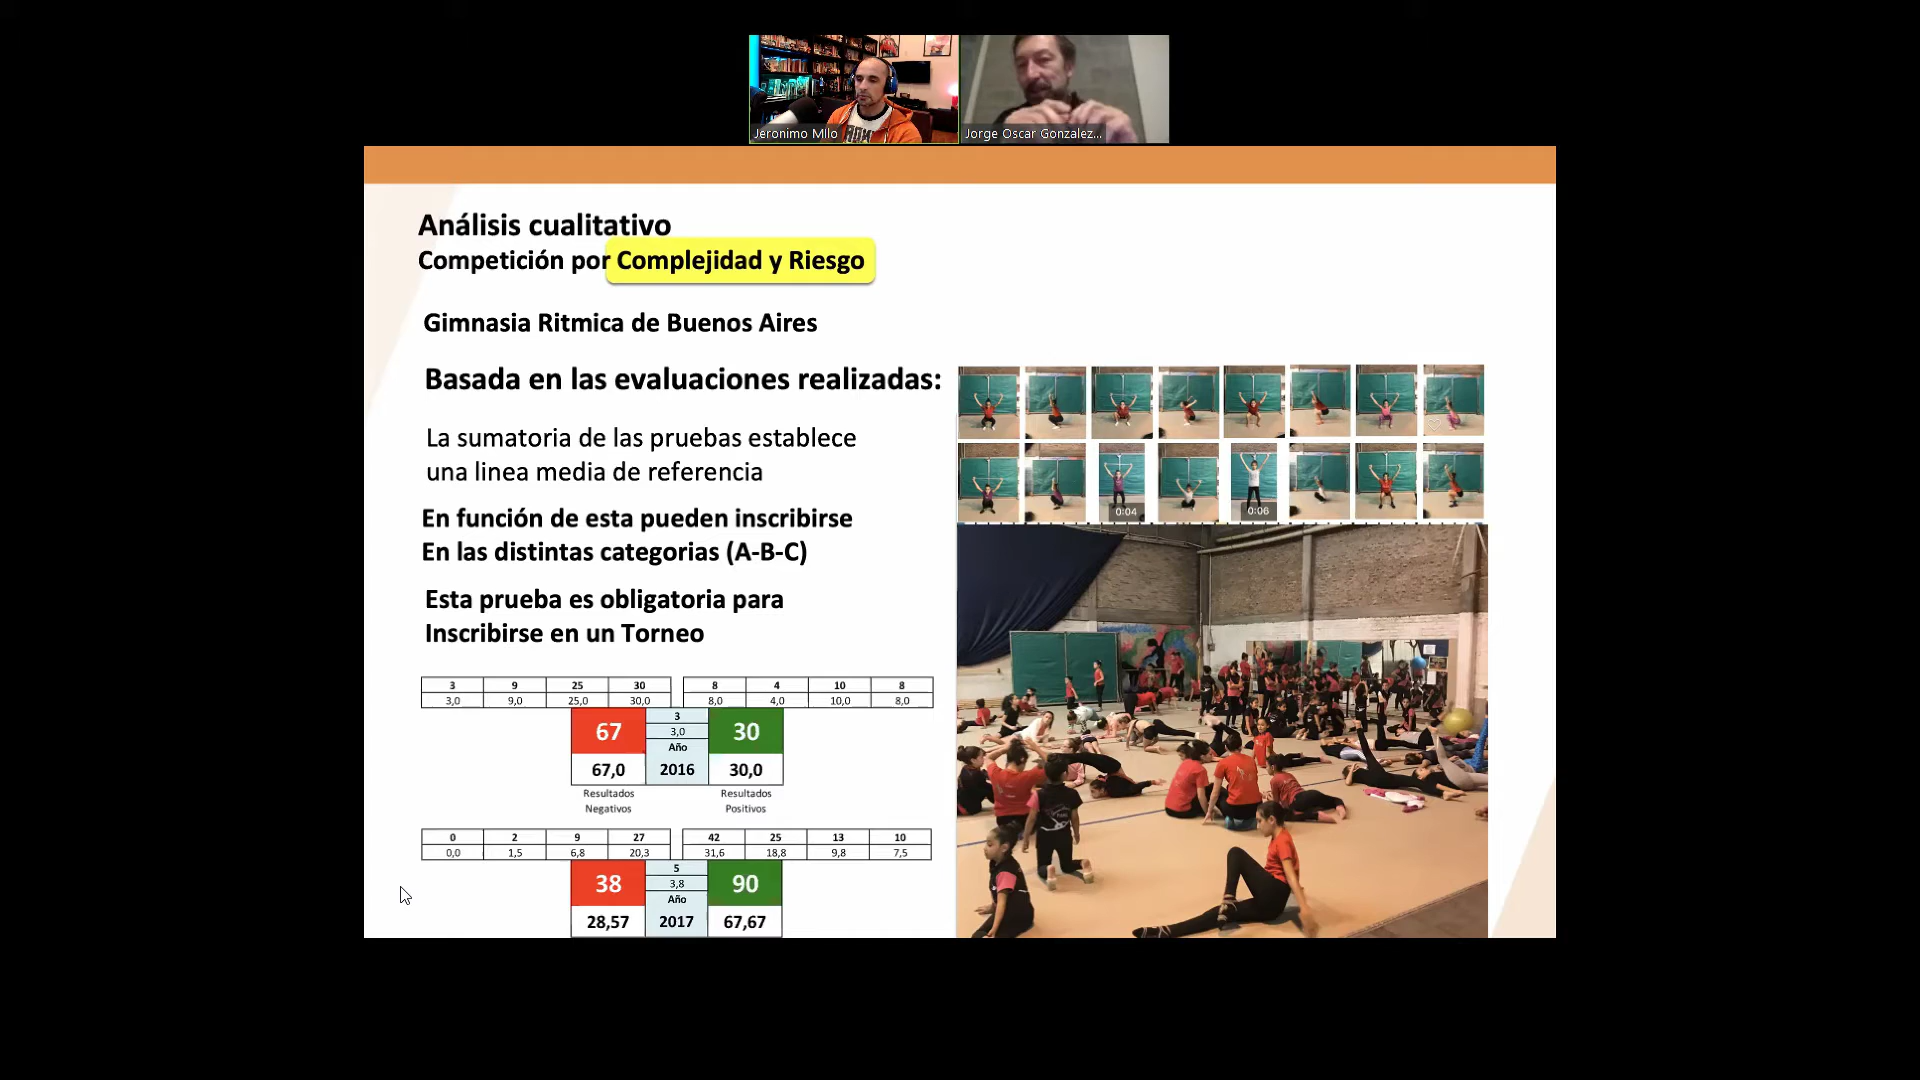 Jeronimo MIlo
Jorge Oscar Gonzalez...
Análisis cualitativo
Competición por Complejidad y Riesgo
Gimnasia Ritmica de Buenos Aires
Basada en las evaluaciones realizadas:
La sumatoria de las pruebas establece
una linea media de referencia
En función de esta pueden inscribirse
En las distintas categorias (A-B-C)
Esta prueba es obligatoria para
Inscribirse en un Torneo
0:04
0:06
3 9 25 30 8 4 10 8
3,0 9,0 25,0 30,0 8,0 4,0 10,0 8,0
67 3 30
3,0
Año
67,0 2016 30,0
Resultados Resultados
Negativos Positivos
0 2 9 27 42 25 13 10
0,0 1,5 6,8 20,3 31,6 18,8 9,8 7,5
38 5 90
3,8
Año
28,57 2017 67,67